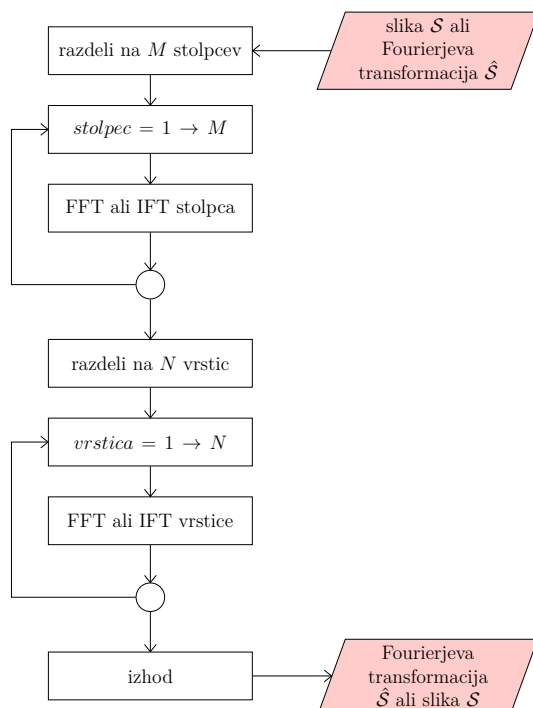 slika 𝒮 ali
Fourierjeva
transformacija 𝒮̂
razdeli na M stolpcev
stolpec = 1 → M
FFT ali IFT stolpca
razdeli na N vrstic
vrstica = 1 → N
FFT ali IFT vrstice
izhod
Fourierjeva
transformacija
𝒮̂ ali slika 𝒮